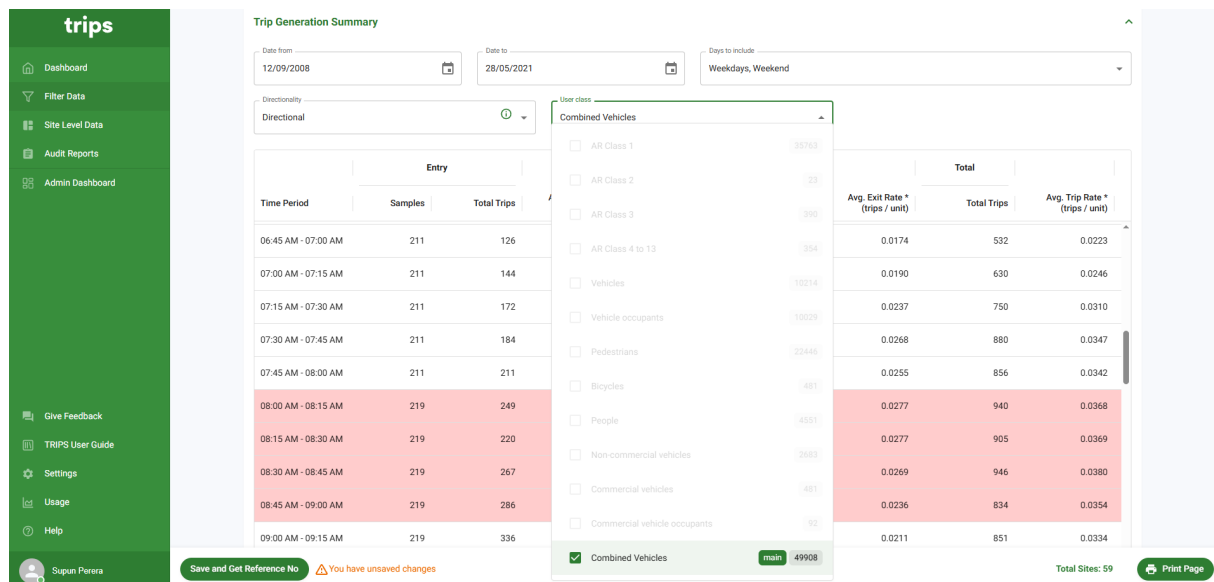 trips
Dashboard
Filter Data
Site Level Data
Audit Reports
Admin Dashboard
Give Feedback
TRIPS User Guide
Settings
Usage
Help
Supun Perera
Trip Generation Summary
Date from
12/09/2008
Date to
28/05/2021
Days to include
Weekdays, Weekend
Directionality
Directional
User class
Combined Vehicles
AR Class 1 35763
AR Class 2 33
AR Class 3 390
AR Class 4 to 13 354
Vehicles 10214
Vehicle occupants 10029
Pedestrians 22446
Bicycles 481
People 4551
Non-commercial vehicles 2683
Commercial vehicles 481
Commercial vehicle occupants 92
Combined Vehicles main 49908
Entry Total
Time Period Samples Total Trips Avg. Exit Rate * (trips / unit) Total Trips Avg. Trip Rate * (trips / unit)
06:45 AM - 07:00 AM 211 126 0.0174 532 0.0223
07:00 AM - 07:15 AM 211 144 0.0190 630 0.0246
07:15 AM - 07:30 AM 211 172 0.0237 750 0.0310
07:30 AM - 07:45 AM 211 184 0.0268 880 0.0347
07:45 AM - 08:00 AM 211 211 0.0255 856 0.0342
08:00 AM - 08:15 AM 219 249 0.0277 940 0.0368
08:15 AM - 08:30 AM 219 220 0.0277 905 0.0369
08:30 AM - 08:45 AM 219 267 0.0269 946 0.0380
08:45 AM - 09:00 AM 219 286 0.0236 834 0.0354
09:00 AM - 09:15 AM 219 336 0.0211 851 0.0334
Save and Get Reference No
You have unsaved changes
Total Sites: 59
Print Page